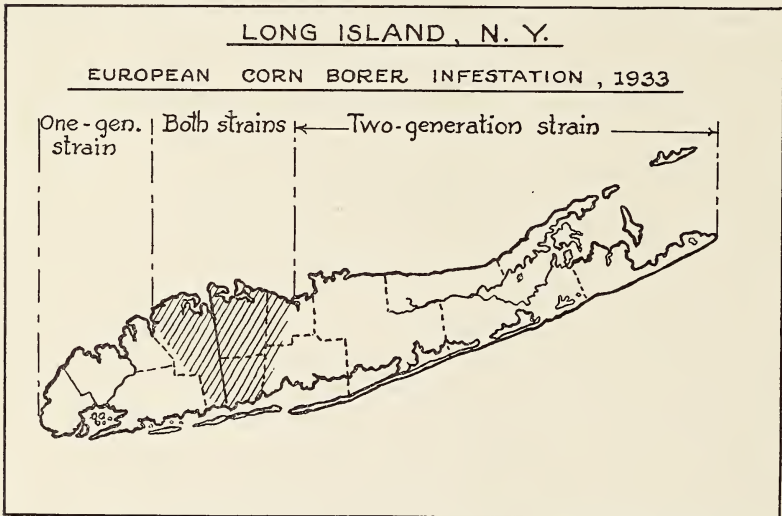 LONG ISLAND, N. Y.
EUROPEAN CORN BORER INFESTATION, 1933
One-gen. strain
Both strains
Two-generation strain